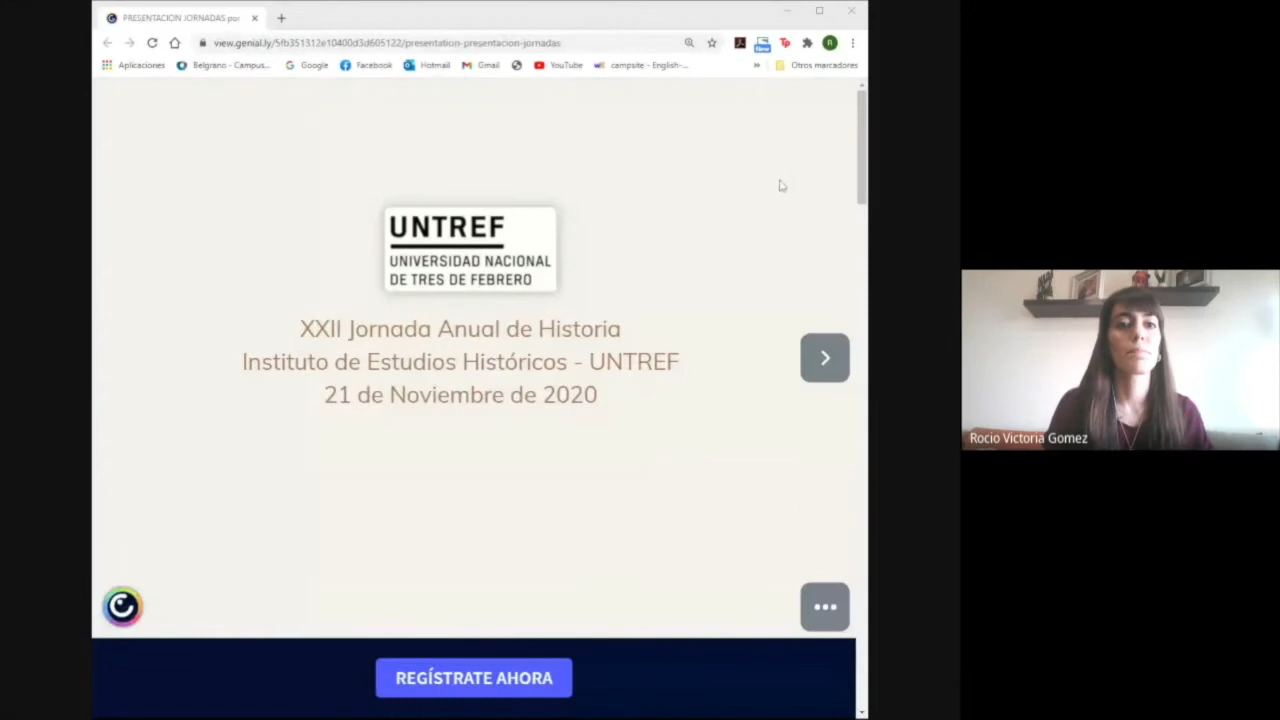 PRESENTACION JORNADAS por
view.genial.ly/5fb351312e10400d3d605122/presentation-presentacion-jornadas
New
Tp
R
Aplicaciones
Belgrano - Campus...
Google
Facebook
Hotmail
Gmail
YouTube
campsite - English-...
»
Otros marcadores
UNTREF
UNIVERSIDAD NACIONAL
DE TRES DE FEBRERO
XXII Jornada Anual de Historia
Instituto de Estudios Históricos - UNTREF
21 de Noviembre de 2020
Rocio Victoria Gomez
REGÍSTRATE AHORA